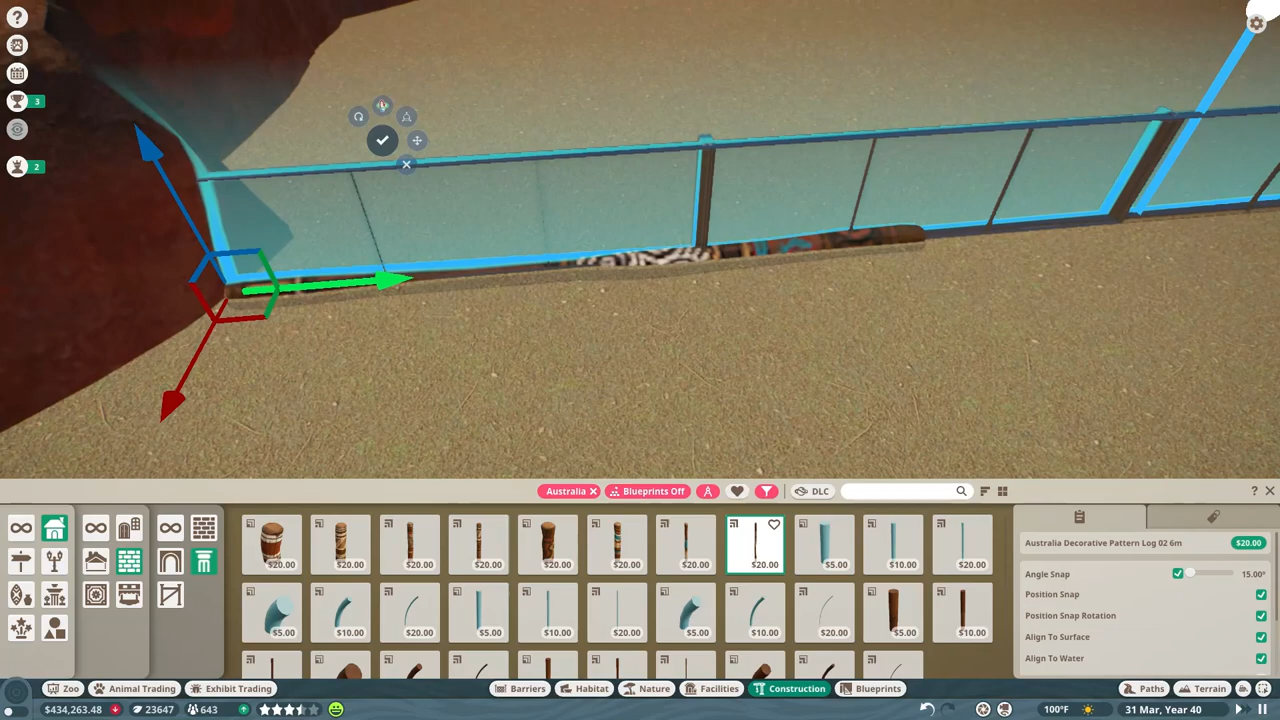 ?
3
2
Australia ✕
Blueprints Off
DLC
? ✕
$20.00 $20.00 $20.00 $20.00 $20.00 $20.00 $20.00 $20.00 $5.00 $10.00 $20.00
$5.00 $10.00 $20.00 $5.00 $10.00 $20.00 $5.00 $10.00 $20.00 $5.00 $10.00
Australia Decorative Pattern Log 02 6m $20.00
Angle Snap 15.00°
Position Snap
Position Snap Rotation
Align To Surface
Align To Water
Zoo Animal Trading Exhibit Trading Barriers Habitat Nature Facilities Construction Blueprints Paths Terrain
$434,263.48 23647 643 100°F 31 Mar, Year 40